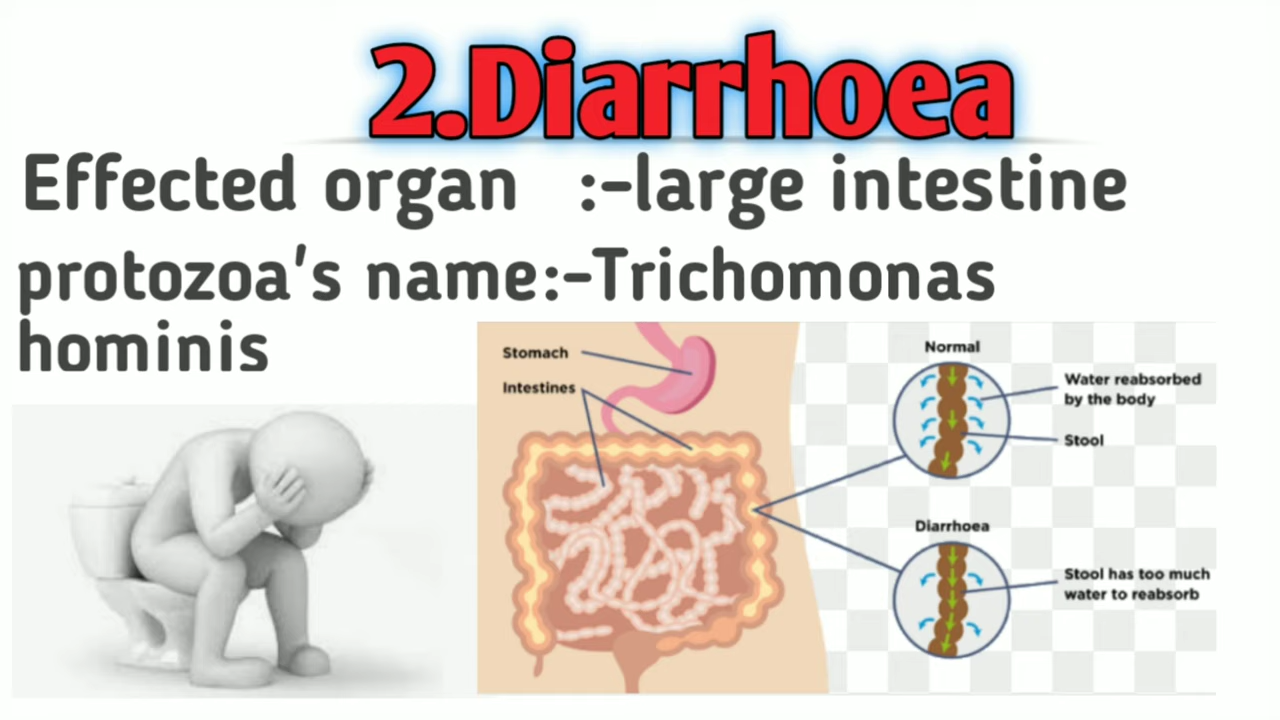 2.Diarrhoea
Effected organ :-large intestine
protozoa's name:-Trichomonas
hominis
Stomach
Intestines
Normal
Water reabsorbed
by the body
Stool
Diarrhoea
Stool has too much
water to reabsorb